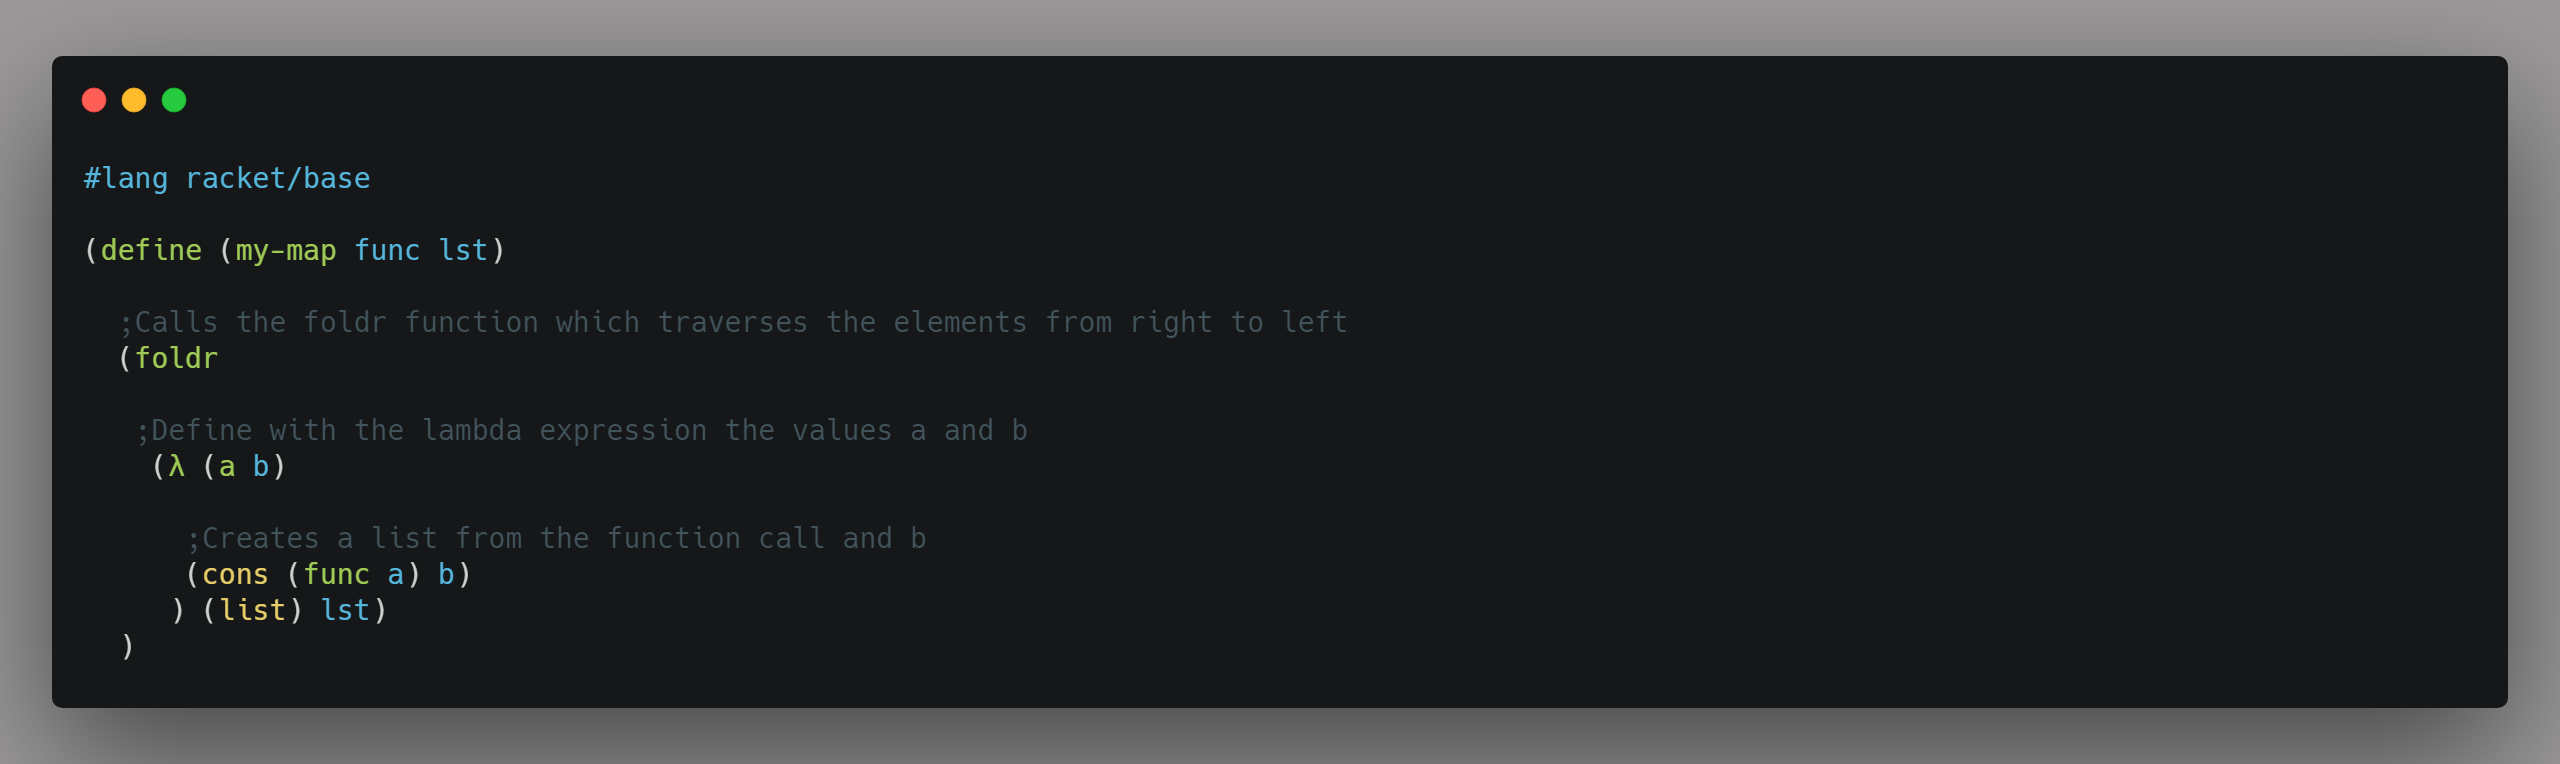 #lang racket/base
(define (my-map func lst)
;Calls the foldr function which traverses the elements from right to left
(foldr
;Define with the lambda expression the values a and b
(λ (a b)
;Creates a list from the function call and b
(cons (func a) b)
) (list) lst)
)